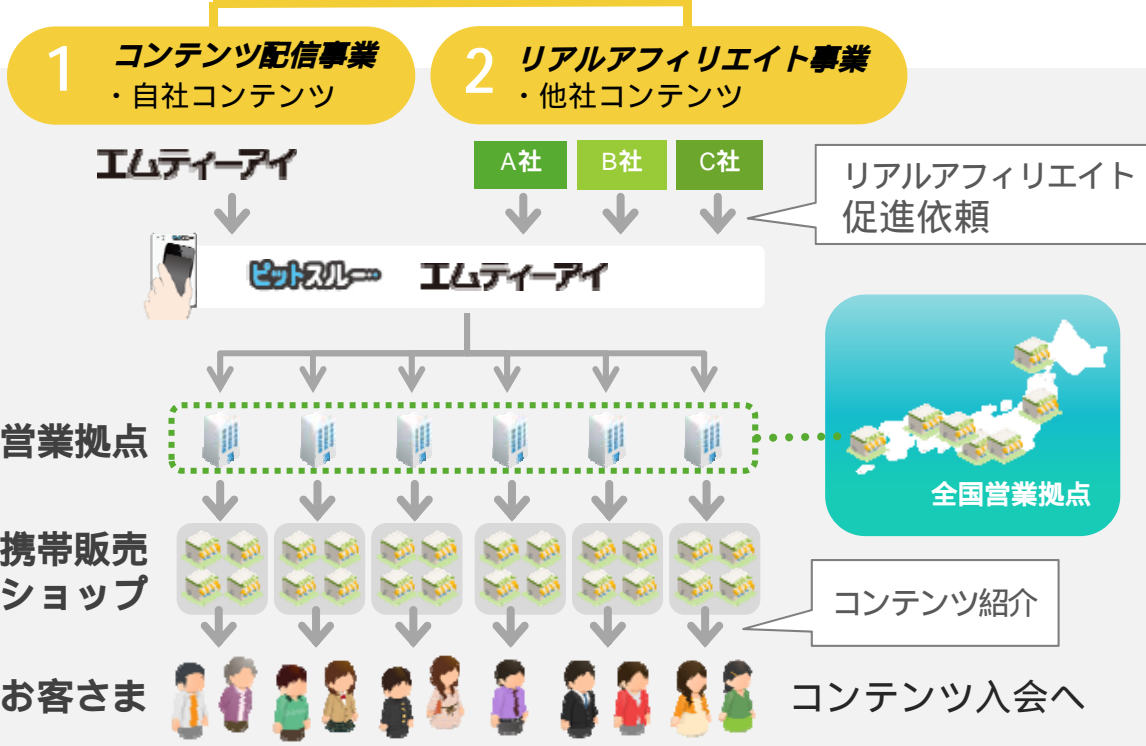 1 コンテンツ配信事業
・自社コンテンツ
2 リアルアフィリエイト事業
・他社コンテンツ
エムティーアイ
A社 B社 C社
リアルアフィリエイト
促進依頼
ピットスルー エムティーアイ
営業拠点
全国営業拠点
携帯販売
ショップ
コンテンツ紹介
お客さま
コンテンツ入会へ